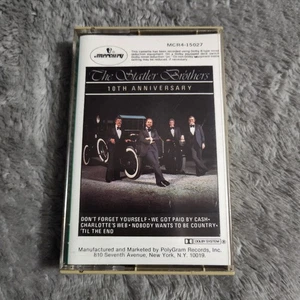 mercury
MCR4-15027
The Statler Brothers
10TH ANNIVERSARY
DON'T FORGET YOURSELF • WE GOT PAID BY CASH •
CHARLOTTE'S WEB • NOBODY WANTS TO BE COUNTRY •
'TIL THE END
DOLBY SYSTEM
Manufactured and Marketed by PolyGram Records, Inc.
810 Seventh Avenue, New York, N.Y. 10019.